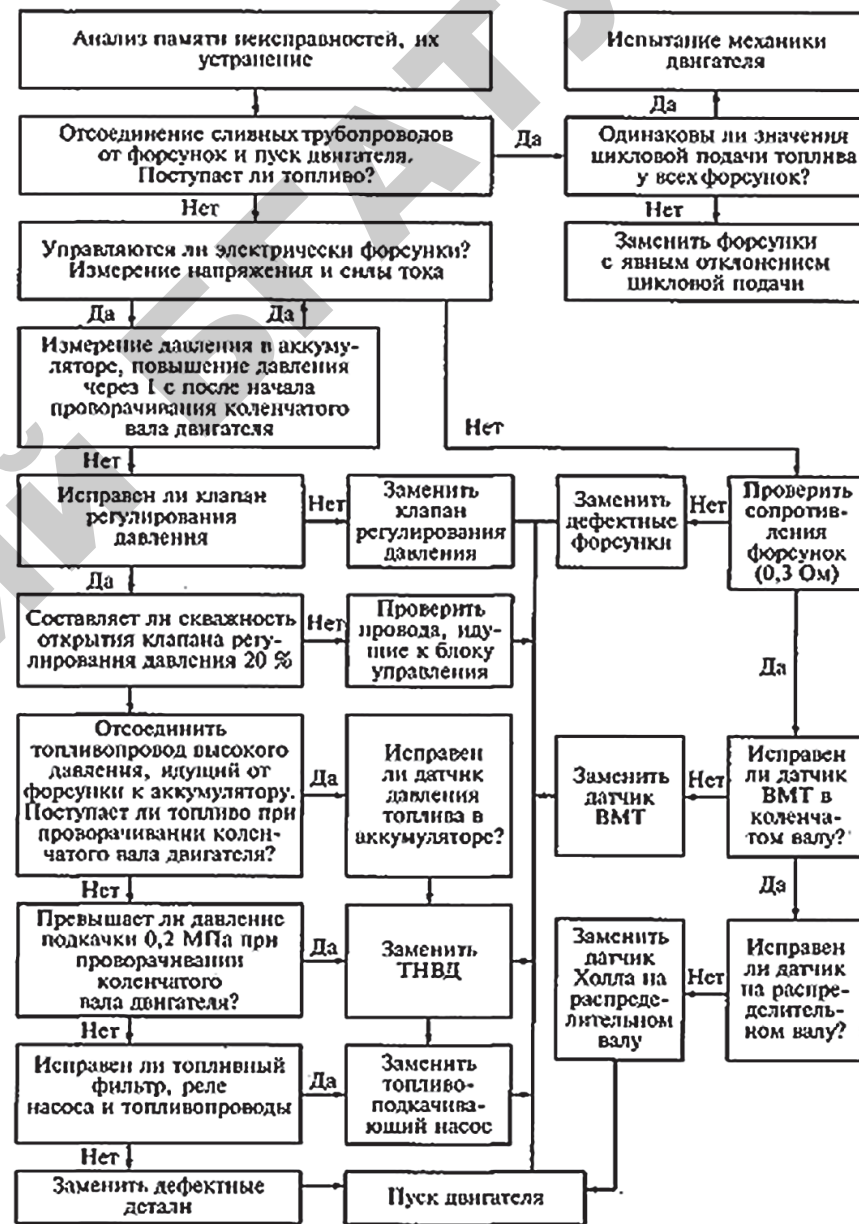 Анализ памяти неисправностей, их
устранение
Испытание механики
двигателя
Да
Отсоединение сливных трубопроводов
от форсунок и пуск двигателя.
Поступает ли топливо?
Да
Одинаковы ли значения
цикловой подачи топлива
у всех форсунок?
Нет
Нет
Управляются ли электрически форсунки?
Измерение напряжения и силы тока
Заменить форсунки
с явным отклонением
цикловой подачи
Да
Да
Измерение давления в аккуму-
ляторе, повышение давления
через 1 с после начала
проворачивания коленчатого
вала двигателя
Нет
Нет
Исправен ли клапан
регулирования
давления
Нет
Заменить
клапан
регулирования
давления
Заменить
дефектные
форсунки
Нет
Проверить
сопротив-
ления
форсунок
(0,3 Ом)
Да
Составляет ли скважность
открытия клапана регу-
лирования давления 20 %
Нет
Проверить
провода, иду-
щие к блоку
управления
Да
Отсоединить
топливопровод высокого
давления, идущий от
форсунки к аккумулятору.
Поступает ли топливо при
проворачивании колен-
чатого вала двигателя?
Да
Исправен
ли датчик
давления
топлива в
аккумуляторе?
Заменить
датчик
ВМТ
Нет
Исправен
ли датчик
ВМТ в
коленча-
том валу?
Нет
Да
Превышает ли давление
подкачки 0,2 МПа при
проворачивании
коленчатого
вала двигателя?
Да
Заменить
ТНВД
Заменить
датчик
Холла на
распреде-
лительном
валу
Нет
Исправен
ли датчик
на распре-
делитель-
ном валу?
Нет
Исправен ли топливный
фильтр, реле
насоса и топливопроводы
Да
Заменить
топливо-
подкачива-
ющий насос
Нет
Заменить дефектные
детали
Пуск двигателя
ИЙ БГАТУ